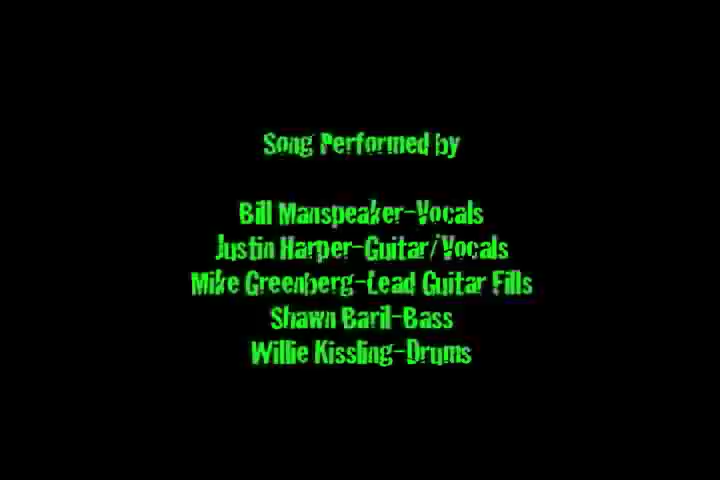 Song Performed by
Bill Manspeaker-Vocals
Justin Harper-Guitar/Vocals
Mike Greenberg-Lead Guitar Fills
Shawn Baril-Bass
Willie Kissling-Drums